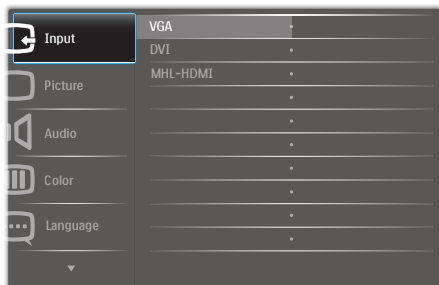 Input
Picture
Audio
Color
Language
VGA
DVI
MHL-HDMI